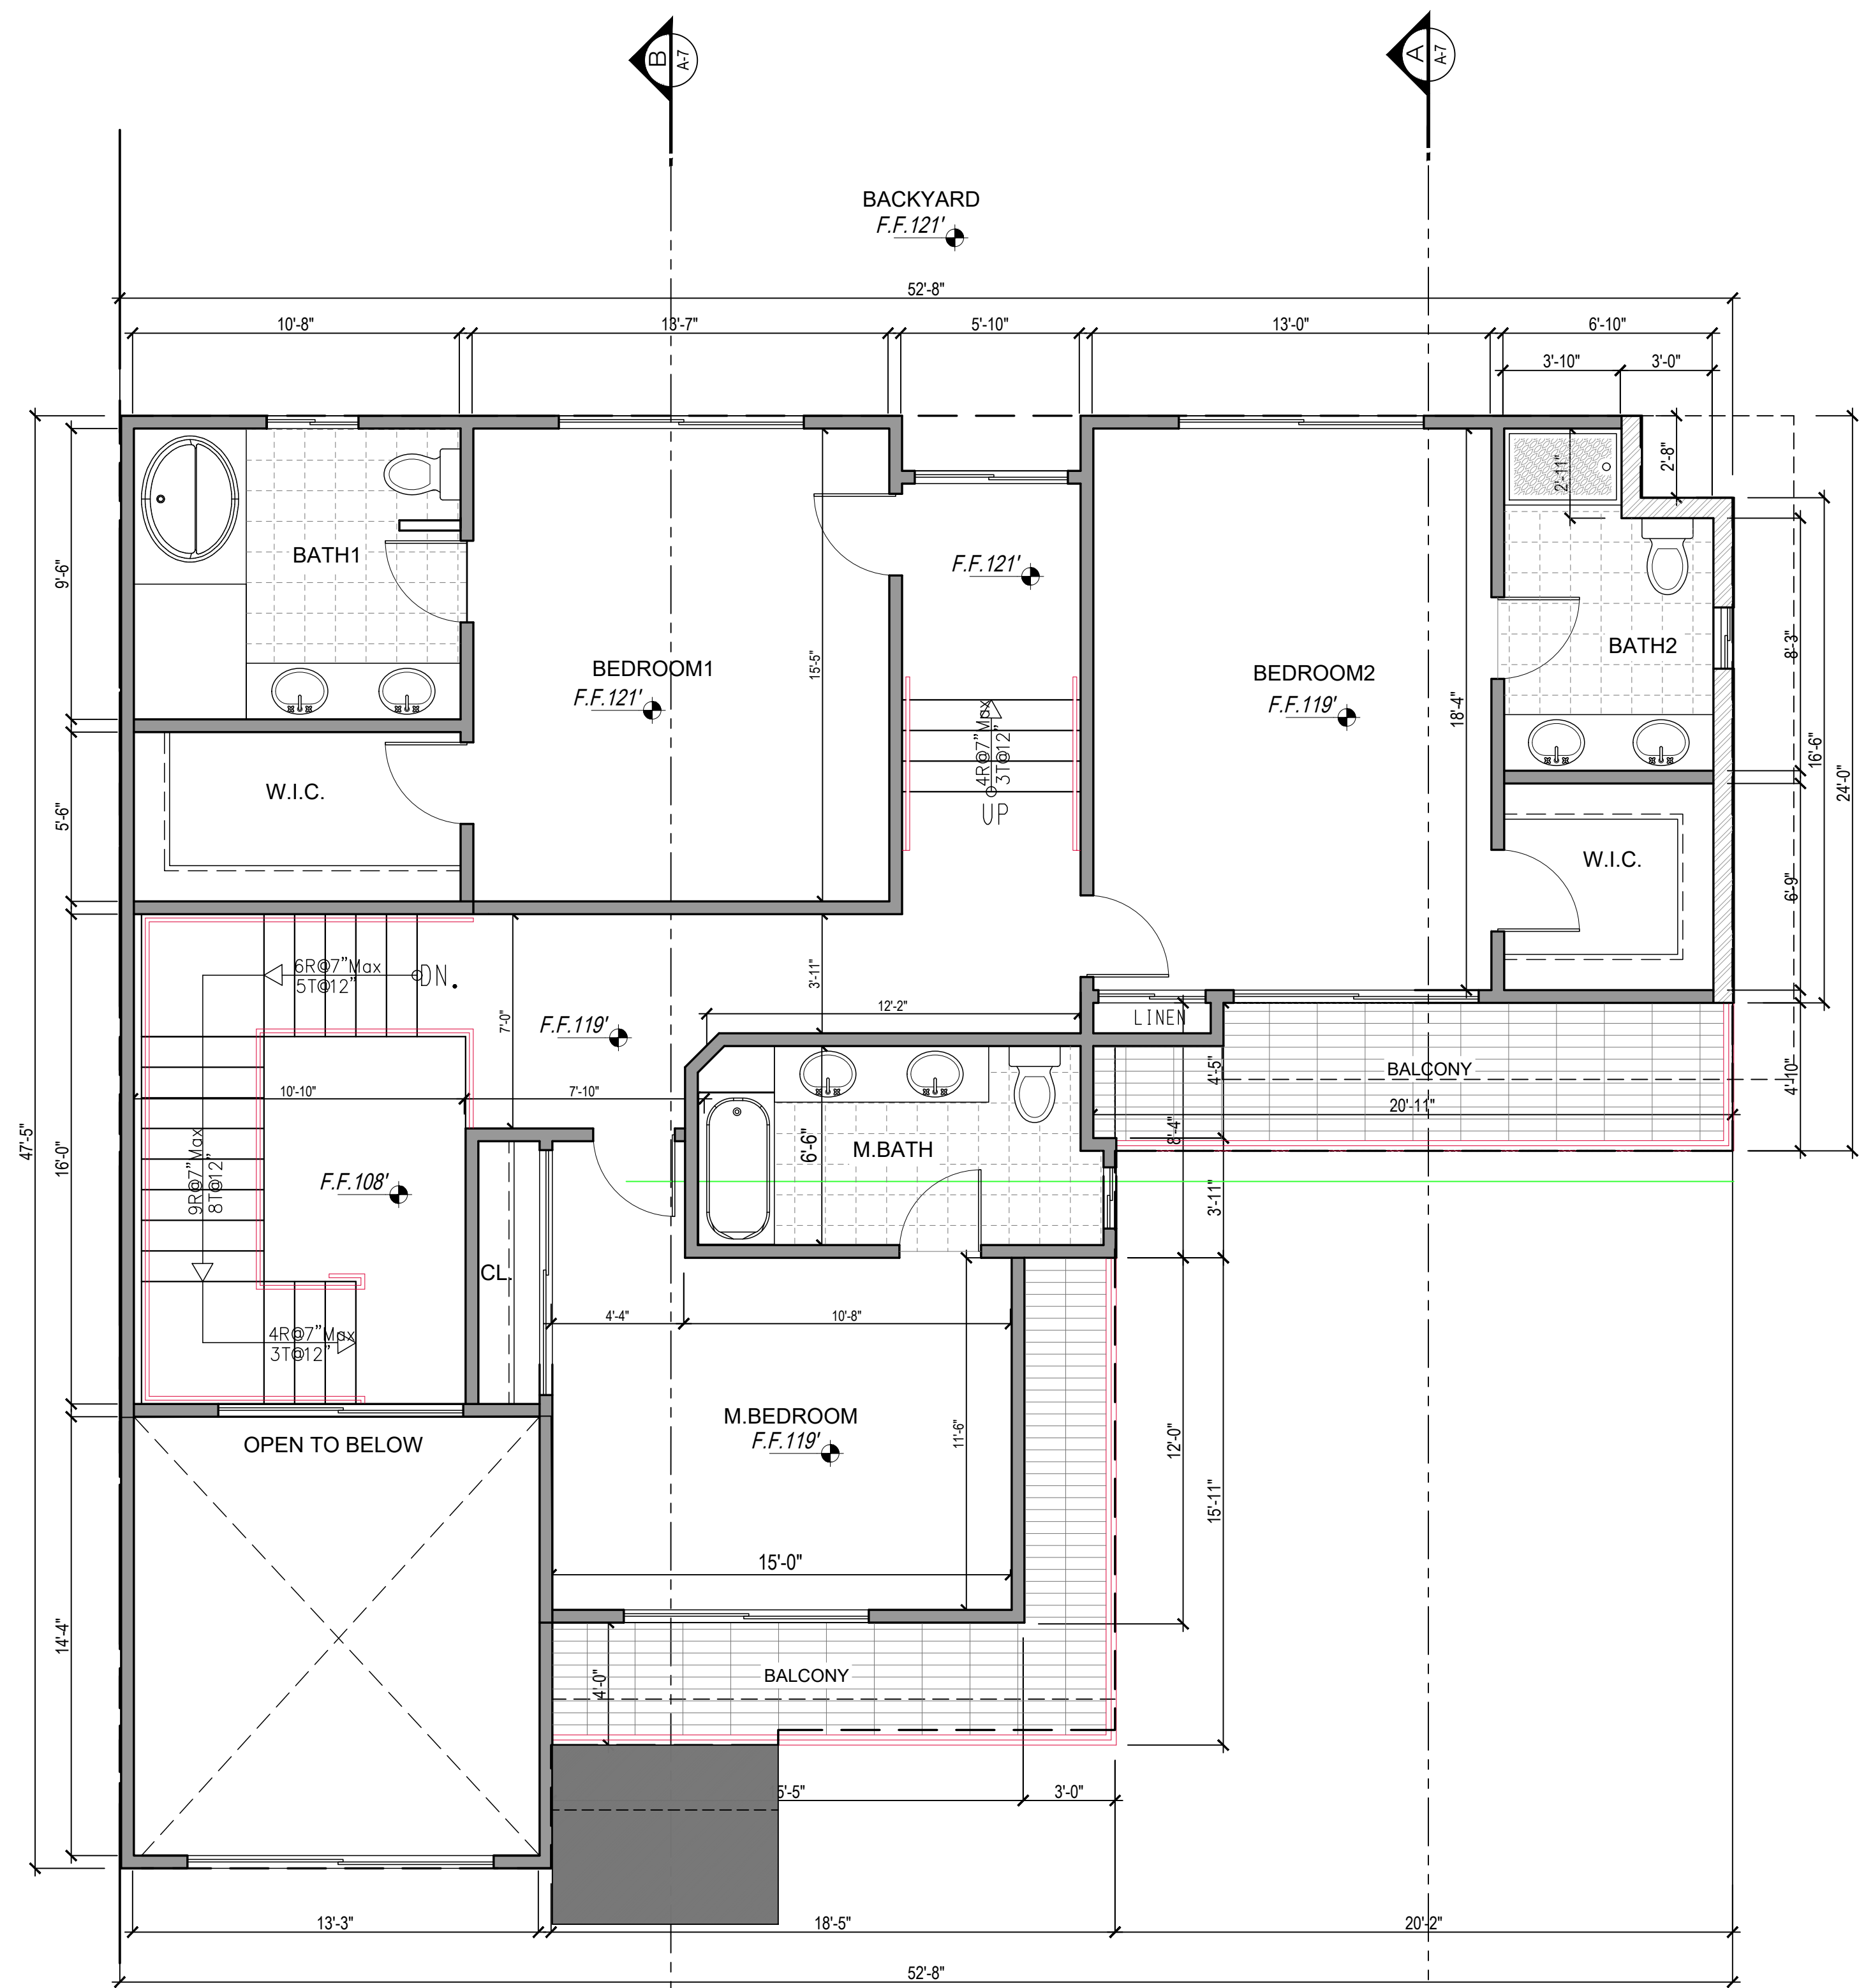 B
A-7
A
A-7
BACKYARD
F.F.121'
52'-8"
10'-8"
13'-7"
5'-10"
13'-0"
6'-10"
3'-10"
3'-0"
2'-8"
2'-11"
9'-6"
BATH1
F.F.121'
BEDROOM1
F.F.121'
15'-5"
BEDROOM2
F.F.119'
18'-4"
BATH2
8'-3"
16'-6"
24'-0"
4R@7"Max
3T@12"
UP
W.I.C.
5'-6"
W.I.C.
6'-9"
6R@7"Max
5T@12"
DN.
3'-11"
7'-0"
F.F.119'
12'-2"
LINEN
BALCONY
4'-5"
4'-10"
20'-11"
10'-10"
7'-10"
47'-5"
16'-0"
9R@7"Max
8T@12"
F.F.108'
6'-6"
M.BATH
8'-4"
3'-11"
CL.
4'-4"
10'-8"
4R@7"Max
3T@12"
M.BEDROOM
F.F.119'
11'-6"
12'-0"
15'-11"
OPEN TO BELOW
15'-0"
14'-4"
BALCONY
4'-0"
5'-5"
3'-0"
13'-3"
18'-5"
20'-2"
52'-8"